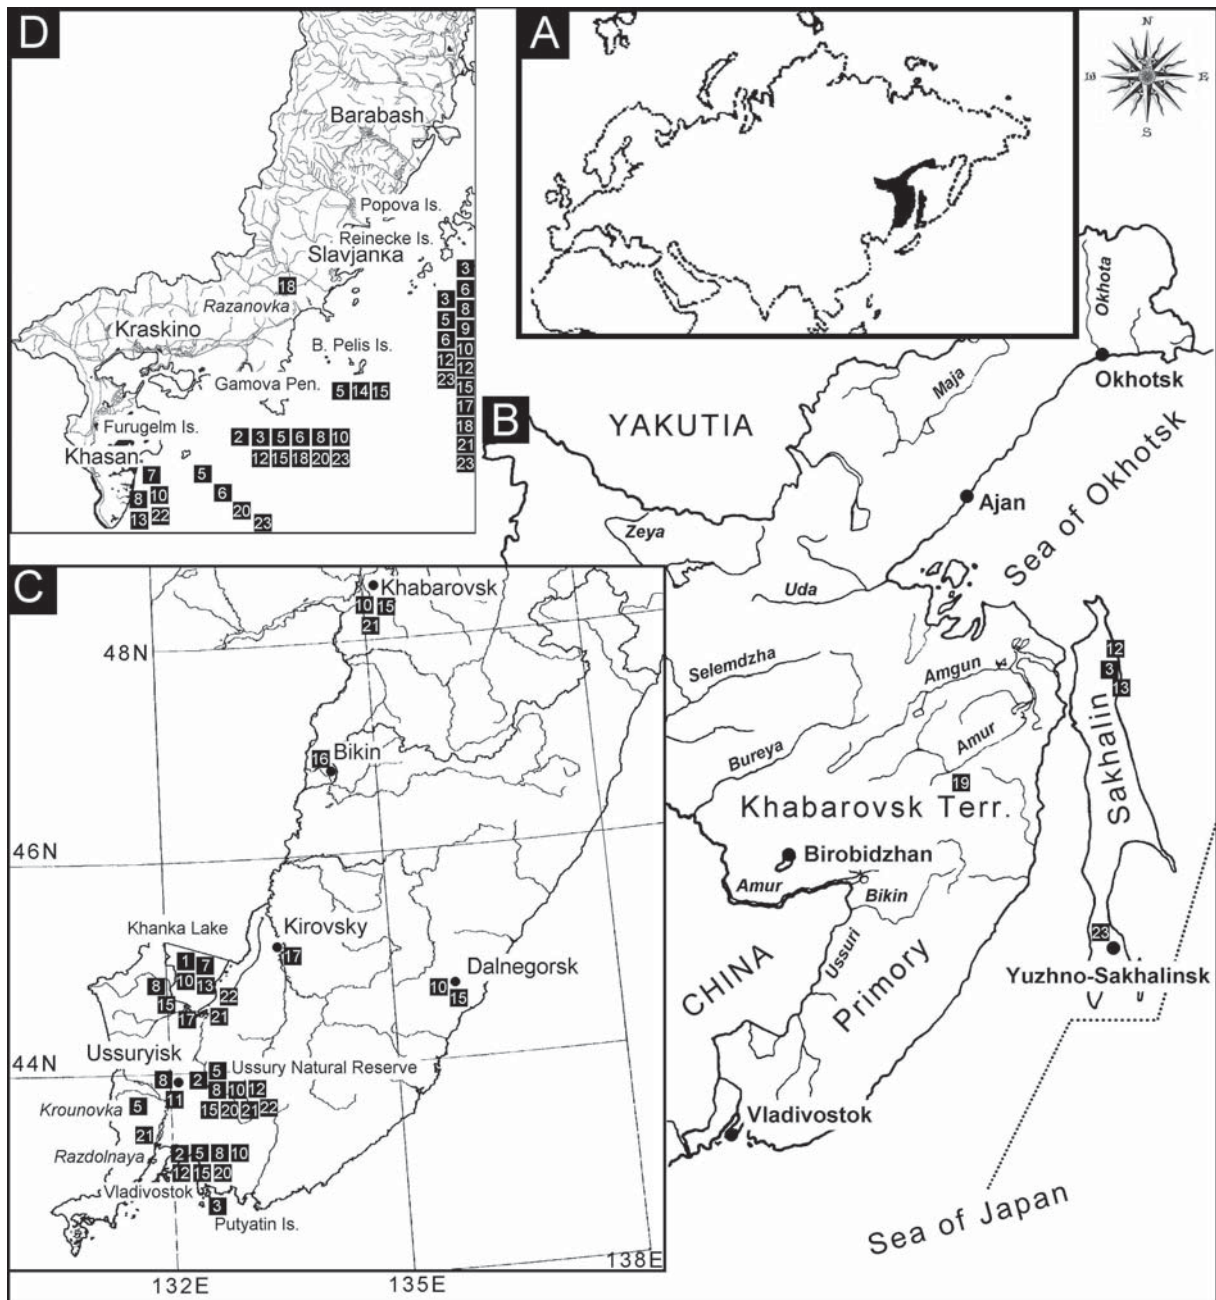 D
Barabash
Popova Is.
Reinecke Is.
Slavjanka
18
Razanovka
Kraskino
B. Pelis Is.
Gamova Pen.
5 14 15
3
5
6
12
23
3
6
8
9
10
12
15
17
18
21
23
Furugelm Is.
2 3 5 6 8 10
12 15 18 20 23
Khasan
7
8 10
13 22
5
6
20
23
A
N
W E
S
B
YAKUTIA
Maja
Okhota
Okhotsk
Ajan
Sea of Okhotsk
Zeya
Uda
Selemdzha
Amgun
Bureya
Amur
19
Khabarovsk Terr.
12
3
13
Sakhalin
Birobidzhan
Amur
Bikin
Ussuri
CHINA
Primory
23
Yuzhno-Sakhalinsk
Vladivostok
Sea of Japan
C
Khabarovsk
10 15
21
48N
Bikin
16
46N
Khanka Lake
Kirovsky
17
1 7
8 10 13
15 22
17 21
Dalnegorsk
10
15
Ussuryisk
44N
Ussury Natural Reserve
8 2 5
11 8 10 12
15 20 21 22
Krounovka
5
21
Razdolnaya
2 5 8 10
12 15 20
Vladivostok
3
Putyatin Is.
132E
135E
138E